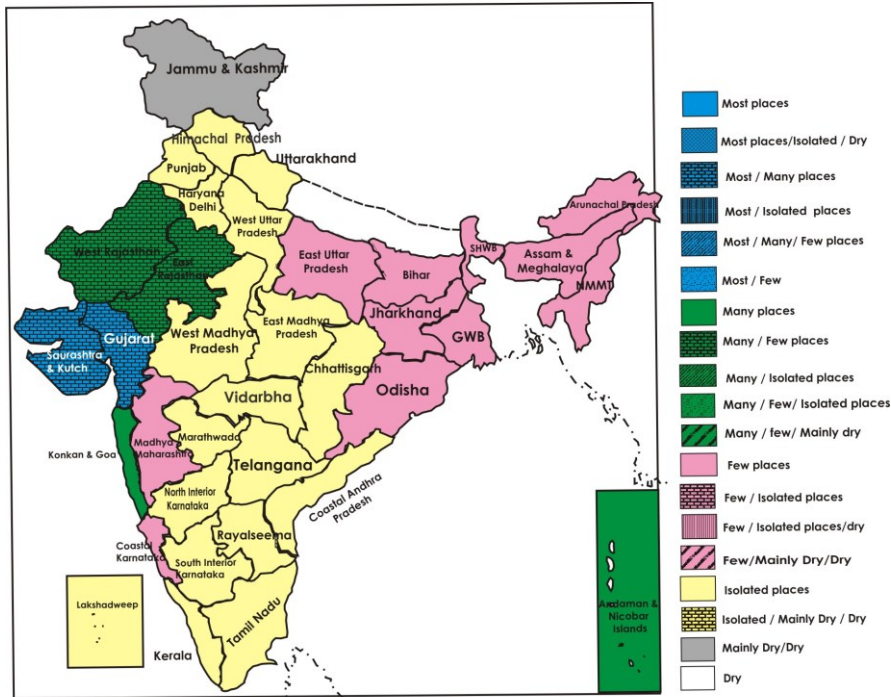 Jammu & Kashmir
Himachal Pradesh
Uttarakhand
Punjab
Haryana
Delhi
West Uttar
Pradesh
Arunachal Pradesh
West Rajasthan
East
Rajasthan
East Uttar
Pradesh
Bihar
SHWB
Assam &
Meghalaya
NMMT
Jharkhand
GWB
Gujarat
Saurashtra
& Kutch
West Madhya
Pradesh
East Madhya
Pradesh
Chhattisgarh
Odisha
Vidarbha
Konkan & Goa
Madhya
Maharashtra
Marathwada
Telangana
North Interior
Karnataka
Coastal Andhra
Pradesh
Rayalseema
Coastal
Karnataka
South Interior
Karnataka
Lakshadweep
Kerala
Tamil Nadu
Andaman &
Nicobar
Islands
Most places
Most places/Isolated / Dry
Most / Many places
Most / Isolated places
Most / Many/ Few places
Most / Few
Many places
Many / Few places
Many / Isolated places
Many / Few/ Isolated places
Many / few/ Mainly dry
Few places
Few / Isolated places
Few / Isolated places/dry
Few/Mainly Dry/Dry
Isolated places
Isolated / Mainly Dry / Dry
Mainly Dry/Dry
Dry